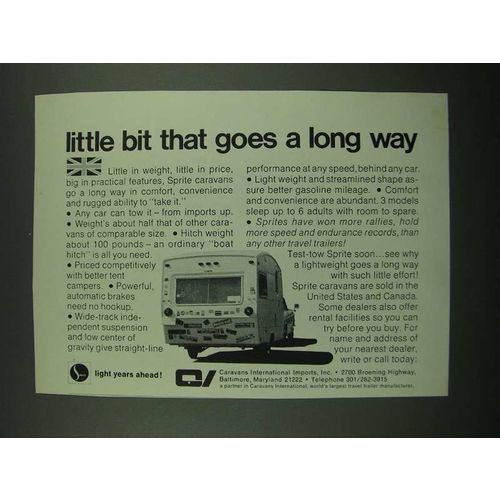 little bit that goes a long way
Little in weight, little in price,
big in practical features, Sprite caravans
go a long way in comfort, convenience
and rugged ability to "take it."
• Any car can tow it – from imports up.
• Weight's about half that of other cara-
vans of comparable size. • Hitch weight
about 100 pounds – an ordinary "boat
hitch" is all you need.
• Priced competitively
with better tent
campers. • Powerful,
automatic brakes
need no hookup.
• Wide-track inde-
pendent suspension
and low center of
gravity give straight-line
performance at any speed, behind any car.
• Light weight and streamlined shape as-
sure better gasoline mileage. • Comfort
and convenience are abundant. 3 models
sleep up to 6 adults with room to spare.
• Sprites have won more rallies, hold
more speed and endurance records, than
any other travel trailers!
Test-tow Sprite soon...see why
a lightweight goes a long way
with such little effort!
Sprite caravans are sold in the
United States and Canada.
Some dealers also offer
rental facilities so you can
try before you buy. For
name and address of
your nearest dealer,
write or call today:
light years ahead!
CI
Caravans International Imports, Inc. • 2700 Broening Highway,
Baltimore, Maryland 21222 • Telephone 301/282-3915
a partner in Caravans International, world's largest travel trailer manufacturer.